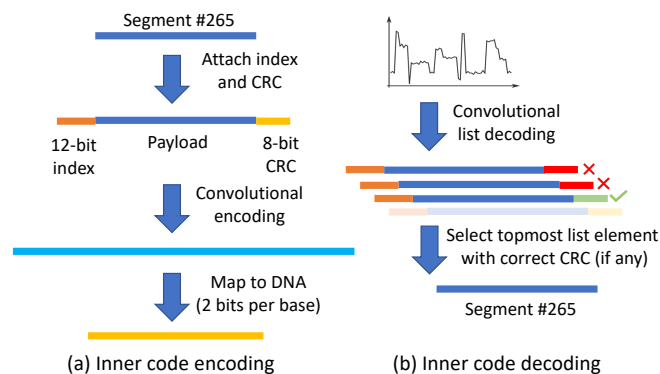 Segment #265
Attach index
and CRC
12-bit
index
Payload
8-bit
CRC
Convolutional
encoding
Map to DNA
(2 bits per base)
(a) Inner code encoding
Convolutional
list decoding
Select topmost list element
with correct CRC (if any)
Segment #265
(b) Inner code decoding